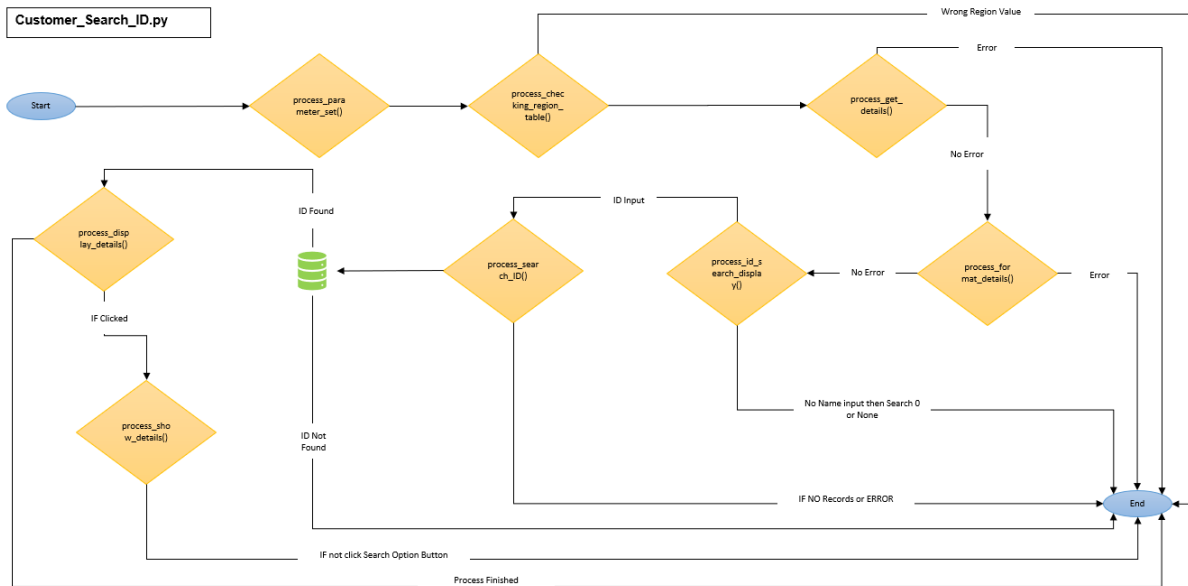 Customer_Search_ID.py
Wrong Region Value
Error
Start
process_para
meter_set()
process_chec
king_region_
table()
process_get_
details()
No Error
ID Found
ID Input
process_disp
lay_details()
process_sear
ch_ID()
process_id_s
earch_displa
y()
No Error
process_for
mat_details()
Error
IF Clicked
No Name input then Search 0
or None
process_sho
w_details()
ID Not
Found
IF NO Records or ERROR
End
IF not click Search Option Button
Process Finished